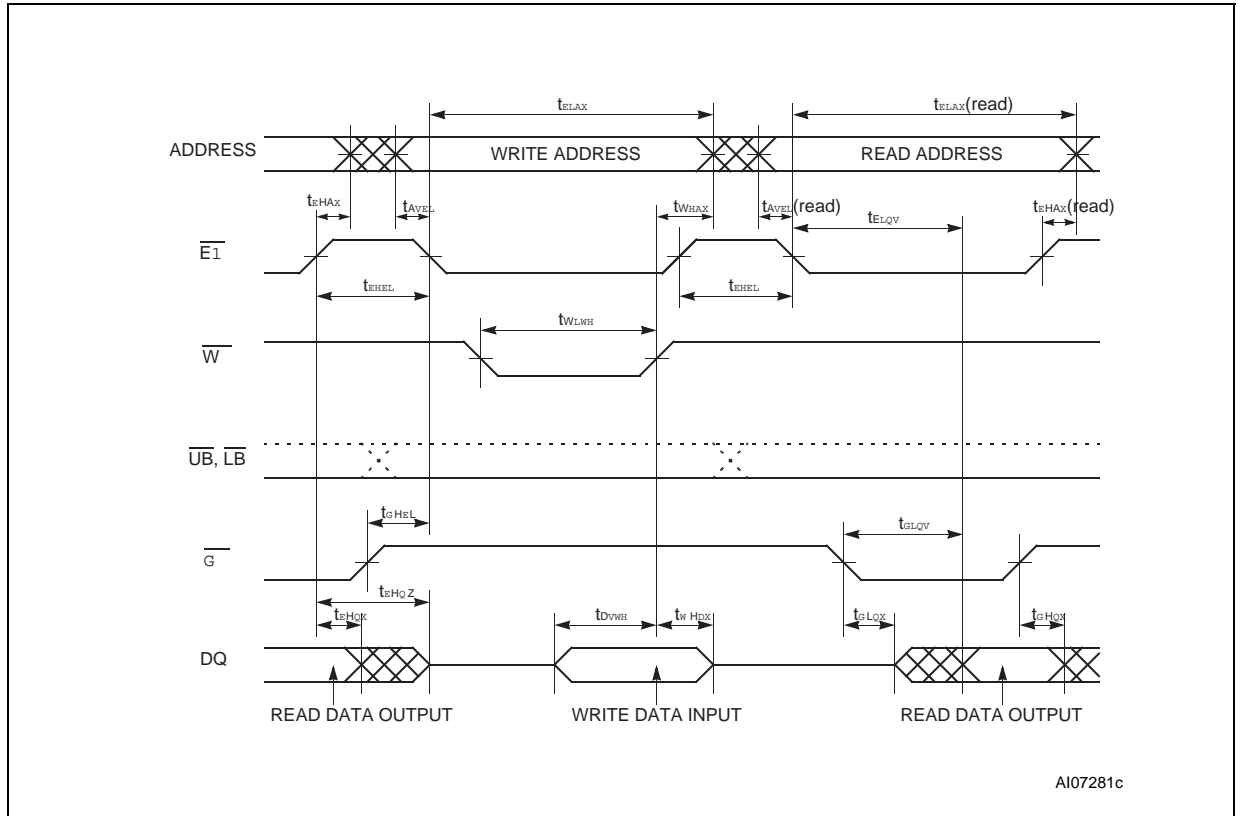 tELAX tELAX(read)
ADDRESS WRITE ADDRESS READ ADDRESS
tEHAX tAVEL tWHAX tAVEL(read) tELQV tEHAX(read)
E1
tEHEL tEHEL
tWLWH
W
UB, LB
tGHEL tGLQV
G
tEHQZ
tEHQX tDVWH tWHDX tGLQX tGHQX
DQ
READ DATA OUTPUT WRITE DATA INPUT READ DATA OUTPUT
AI07281c